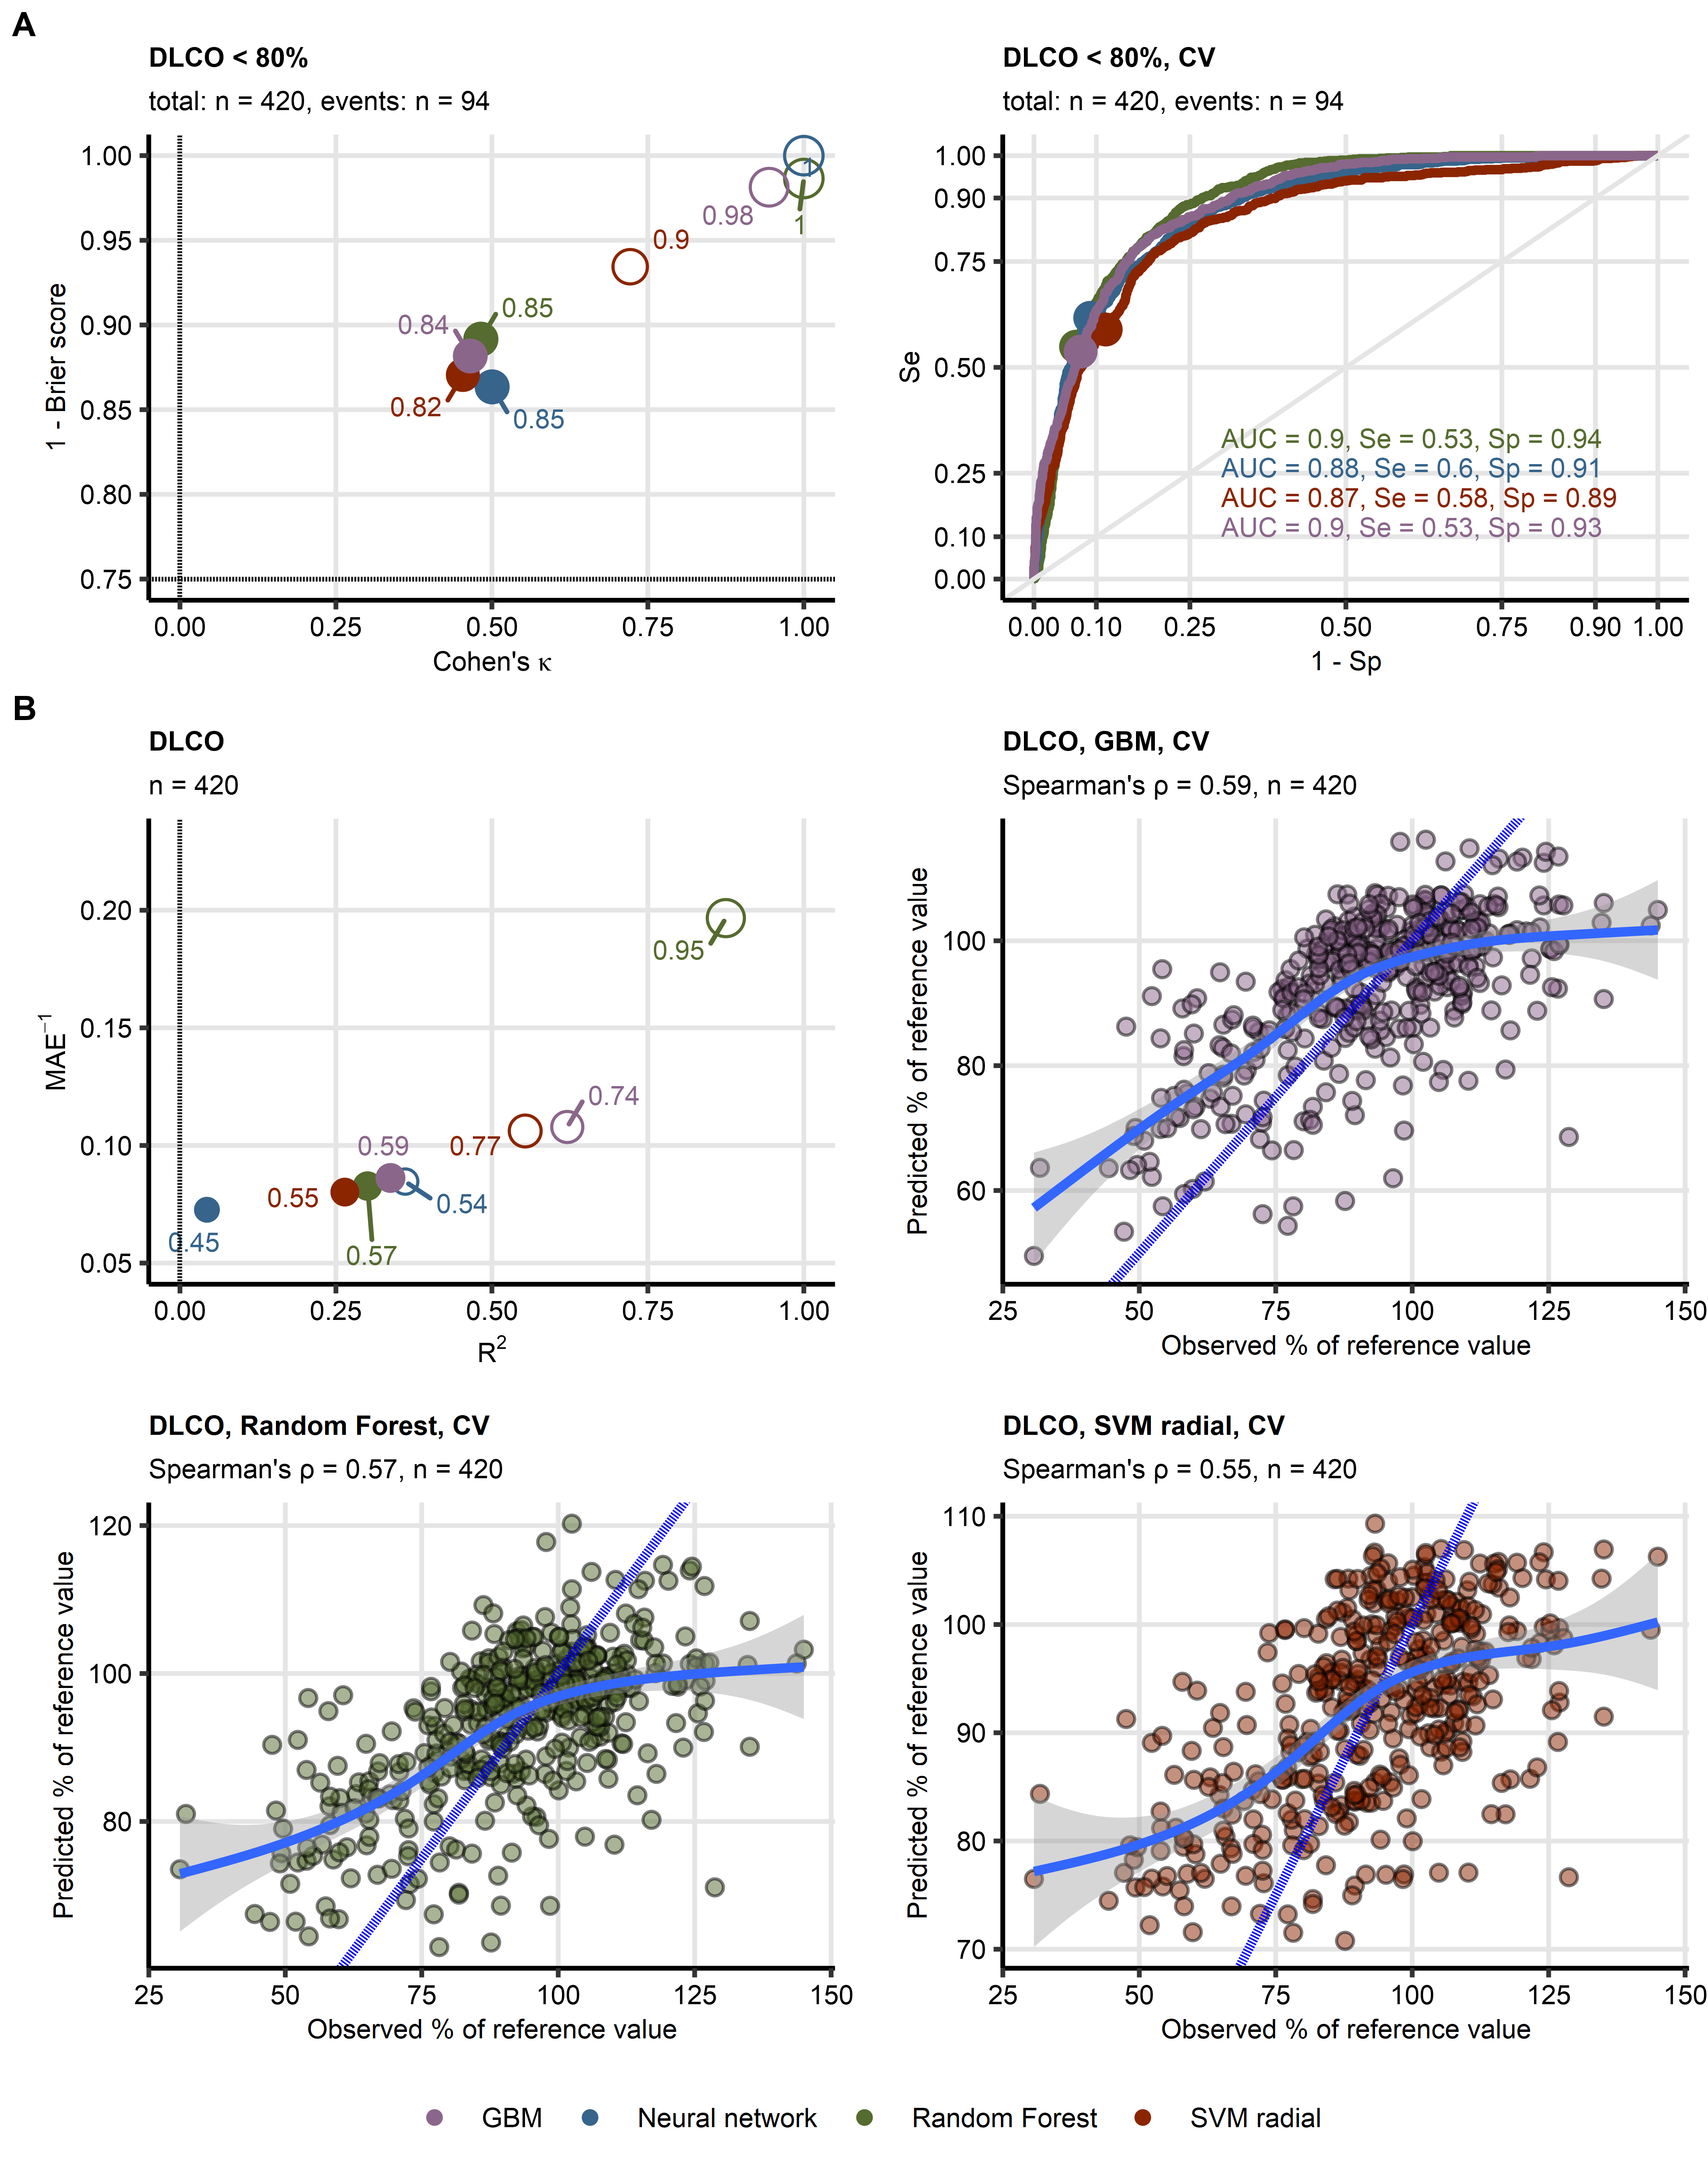 A
DLCO < 80%
total: n = 420, events: n = 94
1.00
0.95
0.90
0.85
0.80
0.75
1 - Brier score
0.00 0.25 0.50 0.75 1.00
Cohen's κ
1
1
0.98
0.9
0.85
0.84
0.82
0.85
DLCO < 80%, CV
total: n = 420, events: n = 94
1.00
0.90
0.75
0.50
0.25
0.10
0.00
Se
AUC = 0.9, Se = 0.53, Sp = 0.94
AUC = 0.88, Se = 0.6, Sp = 0.91
AUC = 0.87, Se = 0.58, Sp = 0.89
AUC = 0.9, Se = 0.53, Sp = 0.93
0.00 0.10 0.25 0.50 0.75 0.90 1.00
1 - Sp
B
DLCO
n = 420
0.20
0.15
0.10
0.05
MAE⁻¹
0.95
0.74
0.77
0.59
0.55
0.54
0.45
0.57
0.00 0.25 0.50 0.75 1.00
R²
DLCO, GBM, CV
Spearman's ρ = 0.59, n = 420
100
80
60
Predicted % of reference value
25 50 75 100 125 150
Observed % of reference value
DLCO, Random Forest, CV
Spearman's ρ = 0.57, n = 420
120
100
80
Predicted % of reference value
25 50 75 100 125 150
Observed % of reference value
DLCO, SVM radial, CV
Spearman's ρ = 0.55, n = 420
110
100
90
80
70
Predicted % of reference value
25 50 75 100 125 150
Observed % of reference value
GBM Neural network Random Forest SVM radial